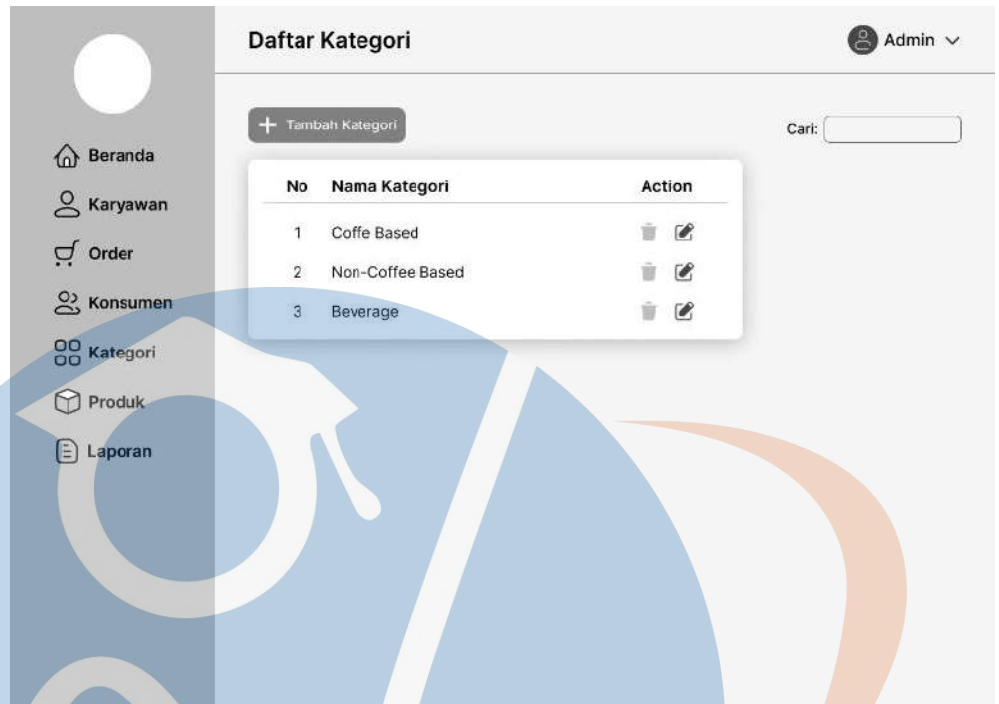 Daftar Kategori
Admin
Tambah Kategori
Cari:
Beranda
Karyawan
Order
Konsumen
Kategori
Produk
Laporan
No Nama Kategori Action
1 Coffe Based
2 Non-Coffee Based
3 Beverage